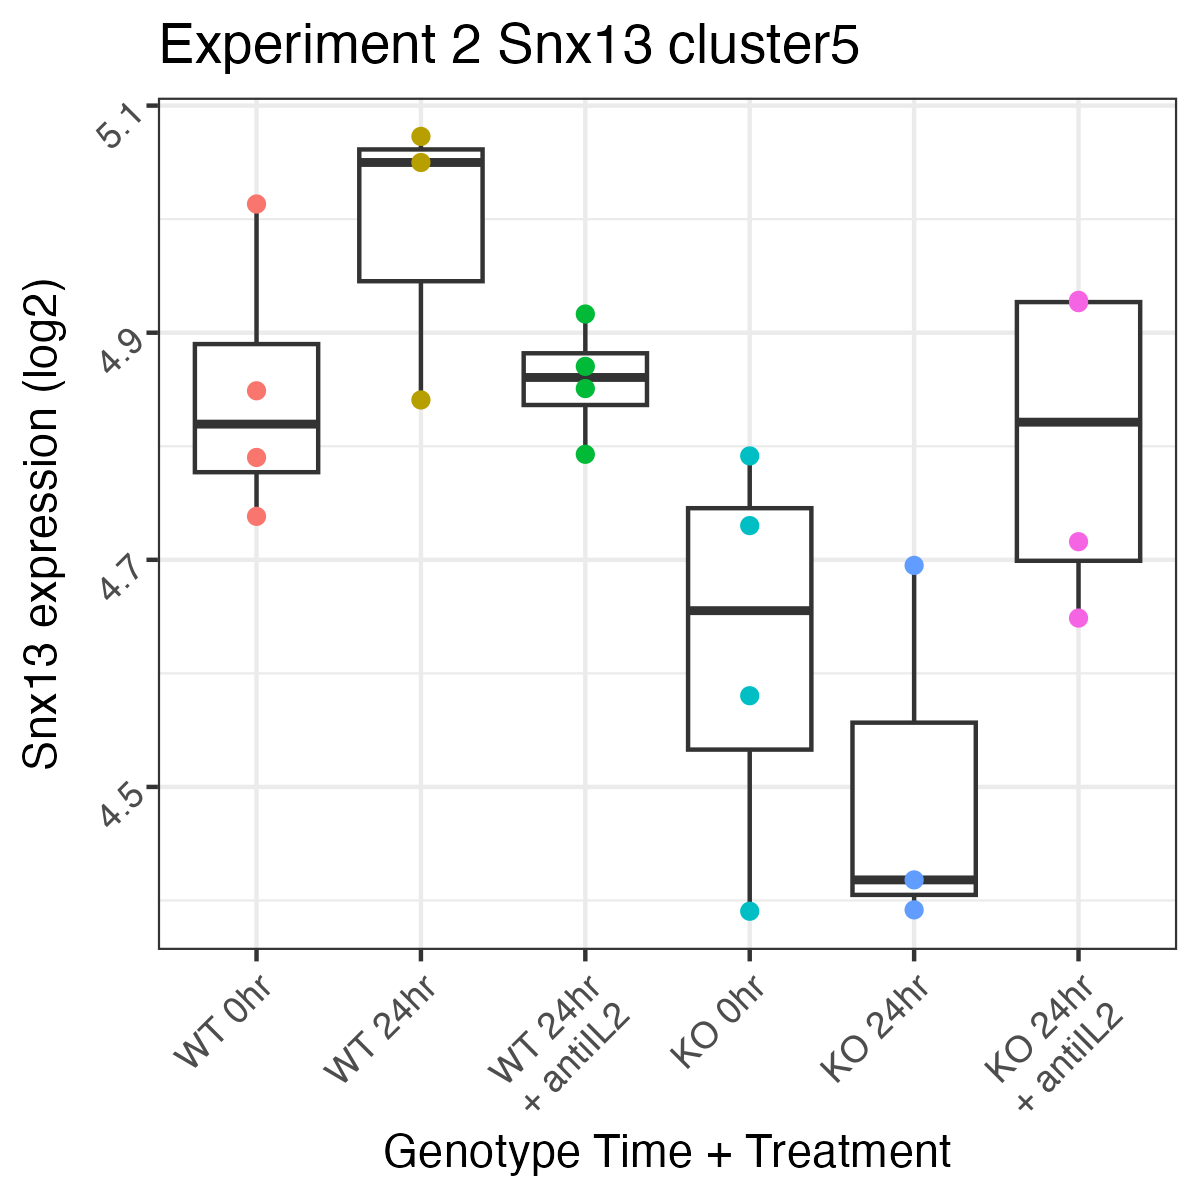 Experiment 2 Snx13 cluster5
Snx13 expression (log2)
5.1
4.9
4.7
4.5
WT 0hr
WT 24hr
WT 24hr
+ antiIL2
KO 0hr
KO 24hr
KO 24hr
+ antiIL2
Genotype Time + Treatment